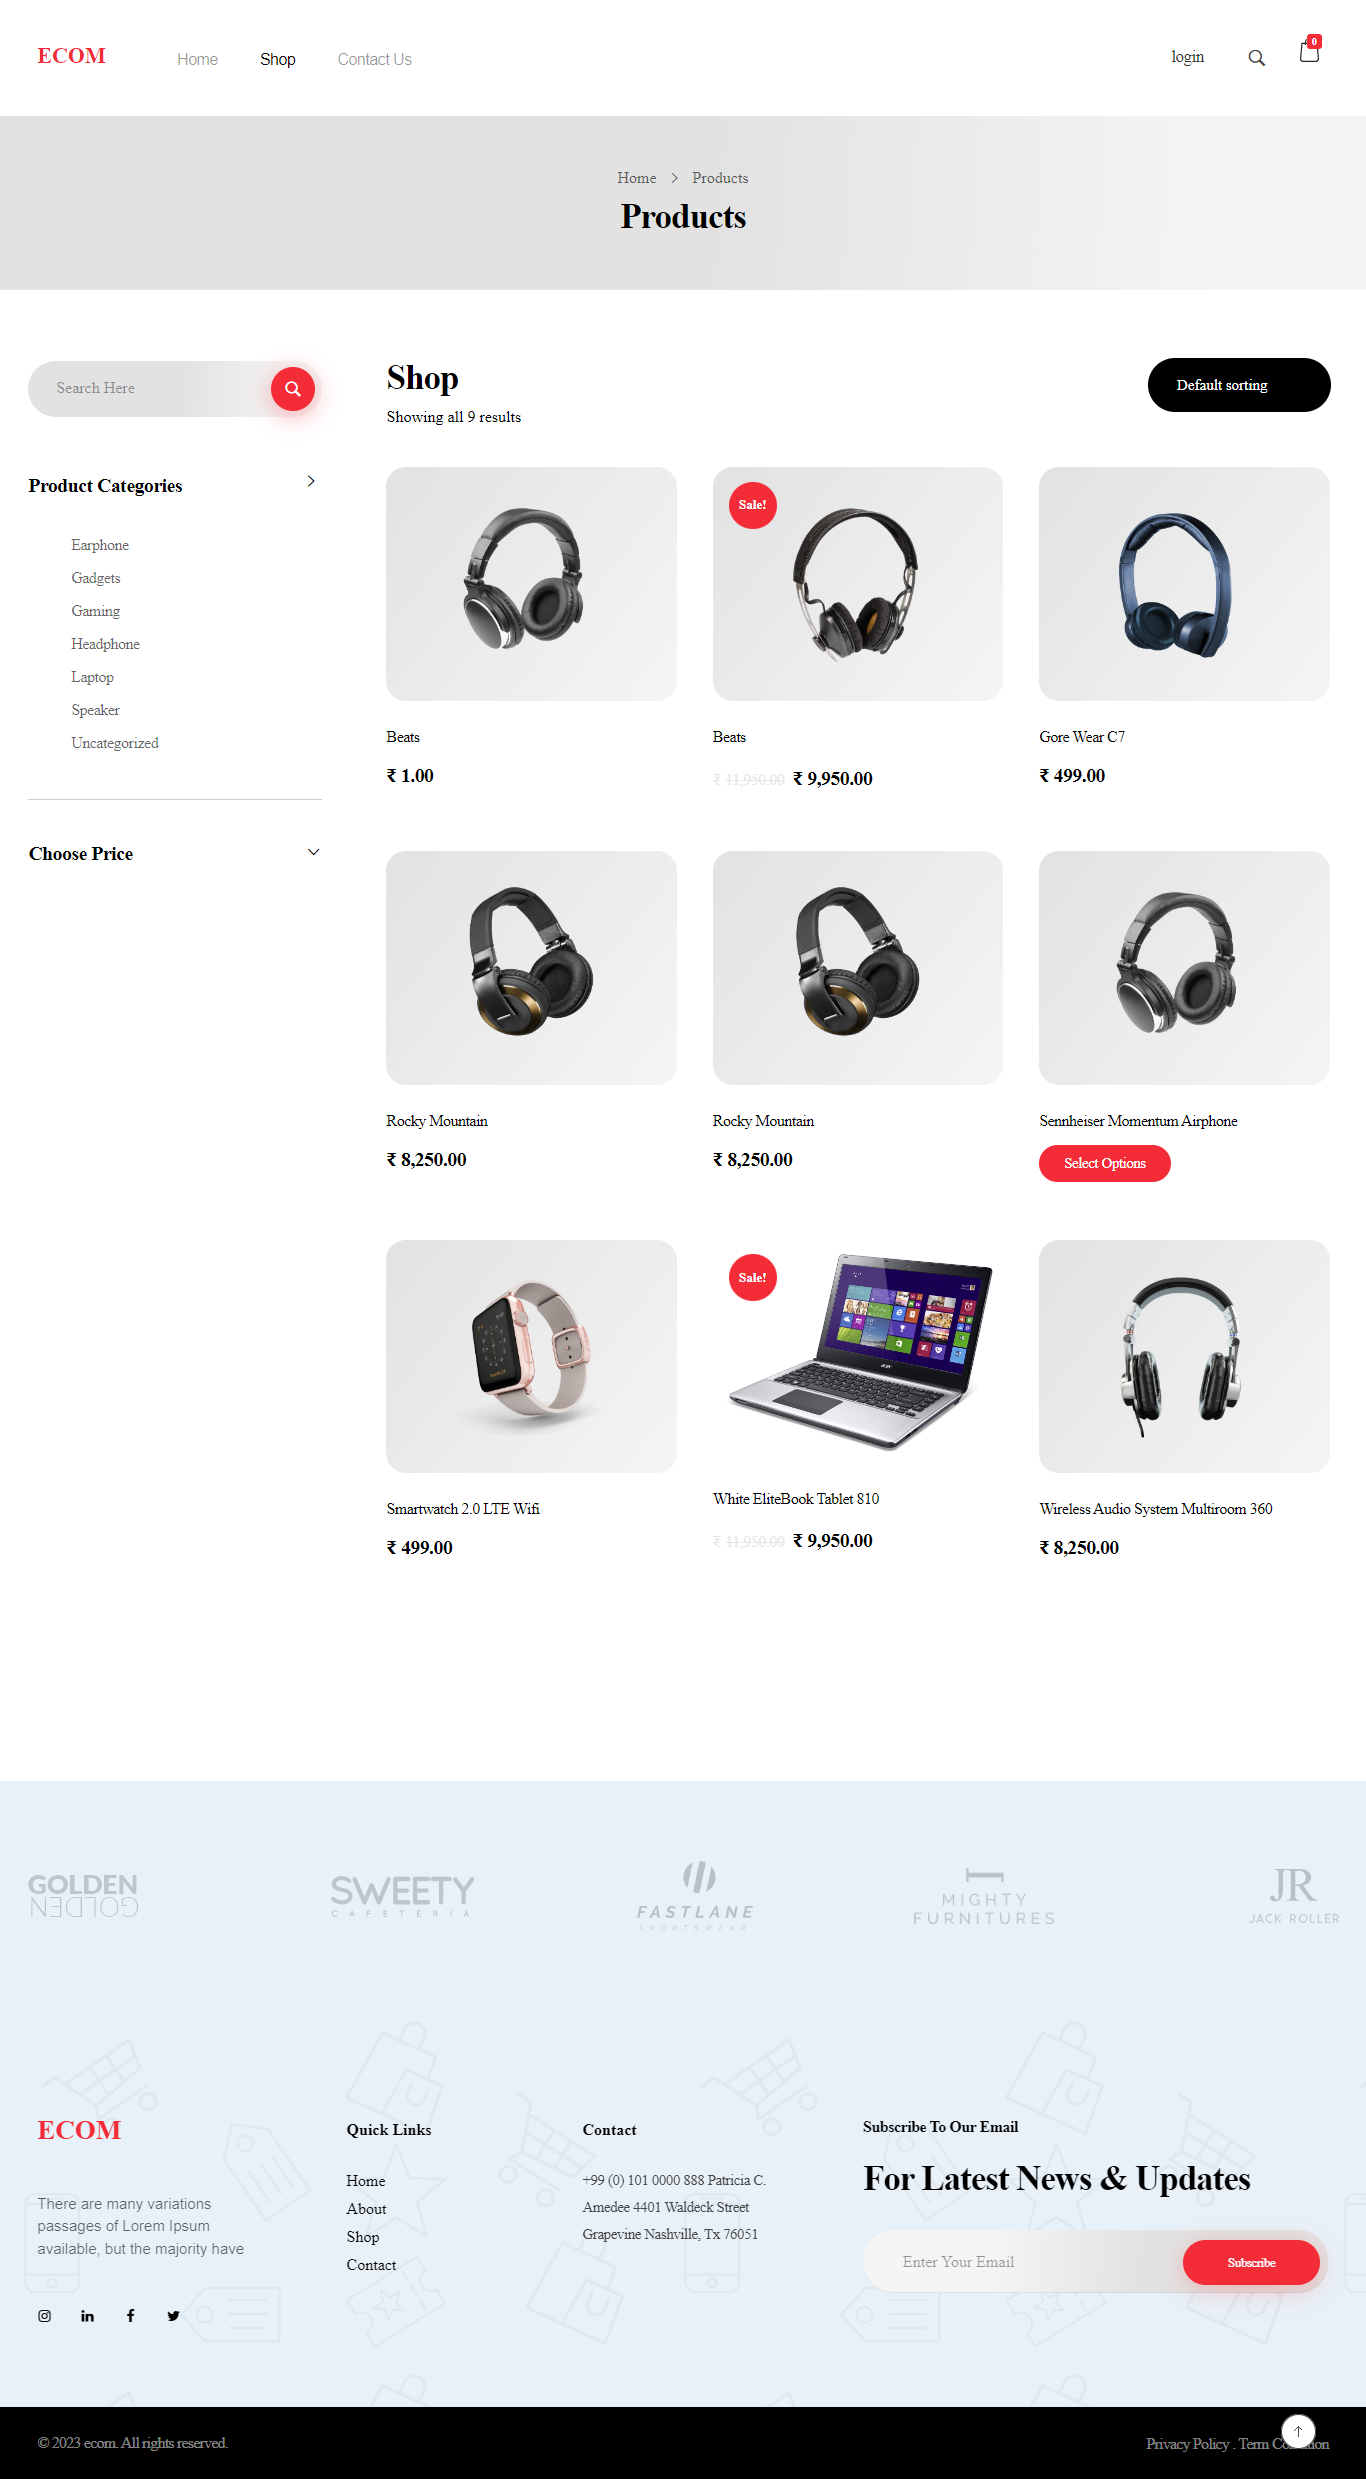 ECOM
Home
Shop
Contact Us
login
0
Home
Products
Products
Search Here
Shop
Default sorting
Showing all 9 results
Product Categories
Earphone
Gadgets
Gaming
Headphone
Laptop
Speaker
Uncategorized
Choose Price
Sale!
Beats
₹ 1.00
Beats
₹ 11,950.00 ₹ 9,950.00
Gore Wear C7
₹ 499.00
Rocky Mountain
₹ 8,250.00
Rocky Mountain
₹ 8,250.00
Sennheiser Momentum Airphone
Select Options
Sale!
acer
Smartwatch 2.0 LTE Wifi
₹ 499.00
White EliteBook Tablet 810
₹ 11,950.00 ₹ 9,950.00
Wireless Audio System Multiroom 360
₹ 8,250.00
GOLDEN
GOLDEN
SWEETY
CAFETERIA
FASTLANE
SPORTSWEAR
MIGHTY
FURNITURES
JR
JACK ROLLER
ECOM
There are many variations
passages of Lorem Ipsum
available, but the majority have
Quick Links
Home
About
Shop
Contact
Contact
+99 (0) 101 0000 888 Patricia C.
Amedee 4401 Waldeck Street
Grapevine Nashville, Tx 76051
Subscribe To Our Email
For Latest News & Updates
Enter Your Email
Subscribe
© 2023 ecom. All rights reserved.
Privacy Policy . Term